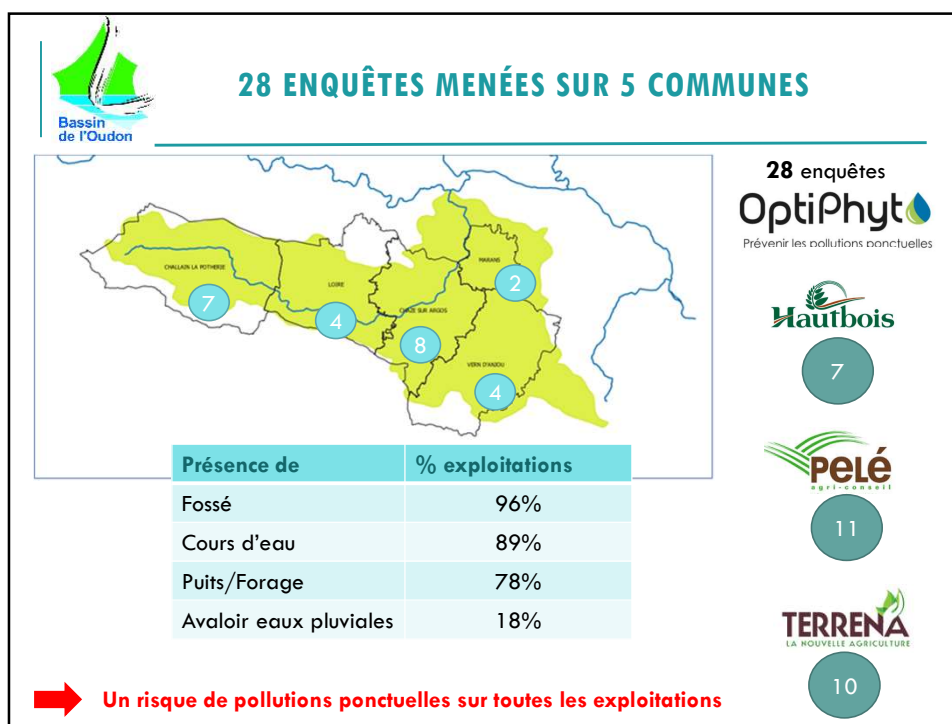 Bassin
de l'Oudon
28 ENQUÊTES MENÉES SUR 5 COMMUNES
CHALLAIN LA POTHERIE
7
LOIRE
4
CHAZE SUR ARGOS
8
MARANS
2
VERN D'ANJOU
4
28 enquêtes
OptiPhyto
Prévenir les pollutions ponctuelles
Hautbois
7
PELÉ
agri-conseil
11
TERRENA
LA NOUVELLE AGRICULTURE
10
Présence de % exploitations
Fossé 96%
Cours d'eau 89%
Puits/Forage 78%
Avaloir eaux pluviales 18%
Un risque de pollutions ponctuelles sur toutes les exploitations